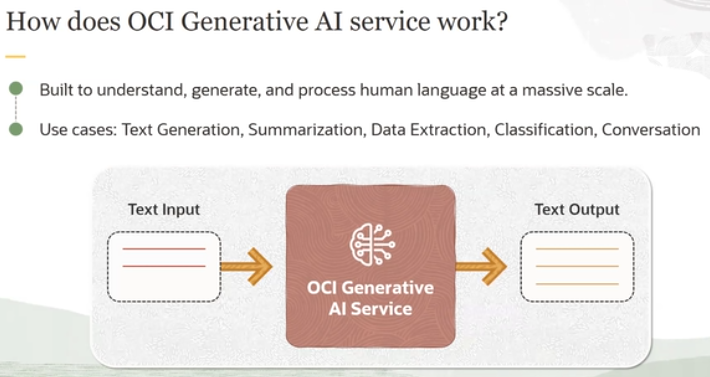 How does OCI Generative AI service work?
Built to understand, generate, and process human language at a massive scale.
Use cases: Text Generation, Summarization, Data Extraction, Classification, Conversation
Text Input
Text Output
OCI Generative
AI Service